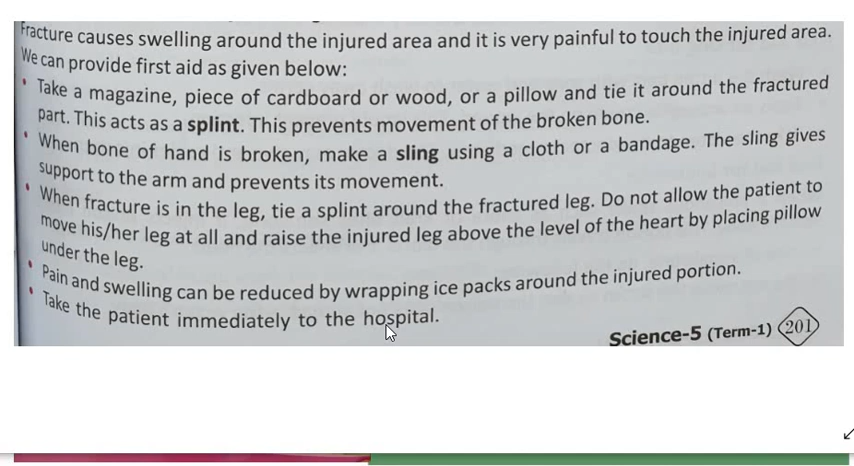 Fracture causes swelling around the injured area and it is very painful to touch the injured area.
We can provide first aid as given below:
• Take a magazine, piece of cardboard or wood, or a pillow and tie it around the fractured
part. This acts as a splint. This prevents movement of the broken bone.
• When bone of hand is broken, make a sling using a cloth or a bandage. The sling gives
support to the arm and prevents its movement.
• When fracture is in the leg, tie a splint around the fractured leg. Do not allow the patient to
move his/her leg at all and raise the injured leg above the level of the heart by placing pillow
under the leg.
• Pain and swelling can be reduced by wrapping ice packs around the injured portion.
• Take the patient immediately to the hospital.
Science-5 (Term-1) 201